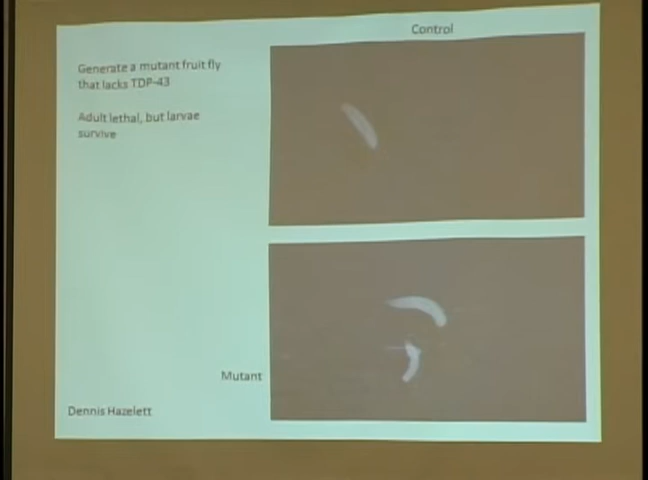 Control
Generate a mutant fruit fly
that lacks TDP-43
Adult lethal, but larvae
survive
Mutant
Dennis Hazelett